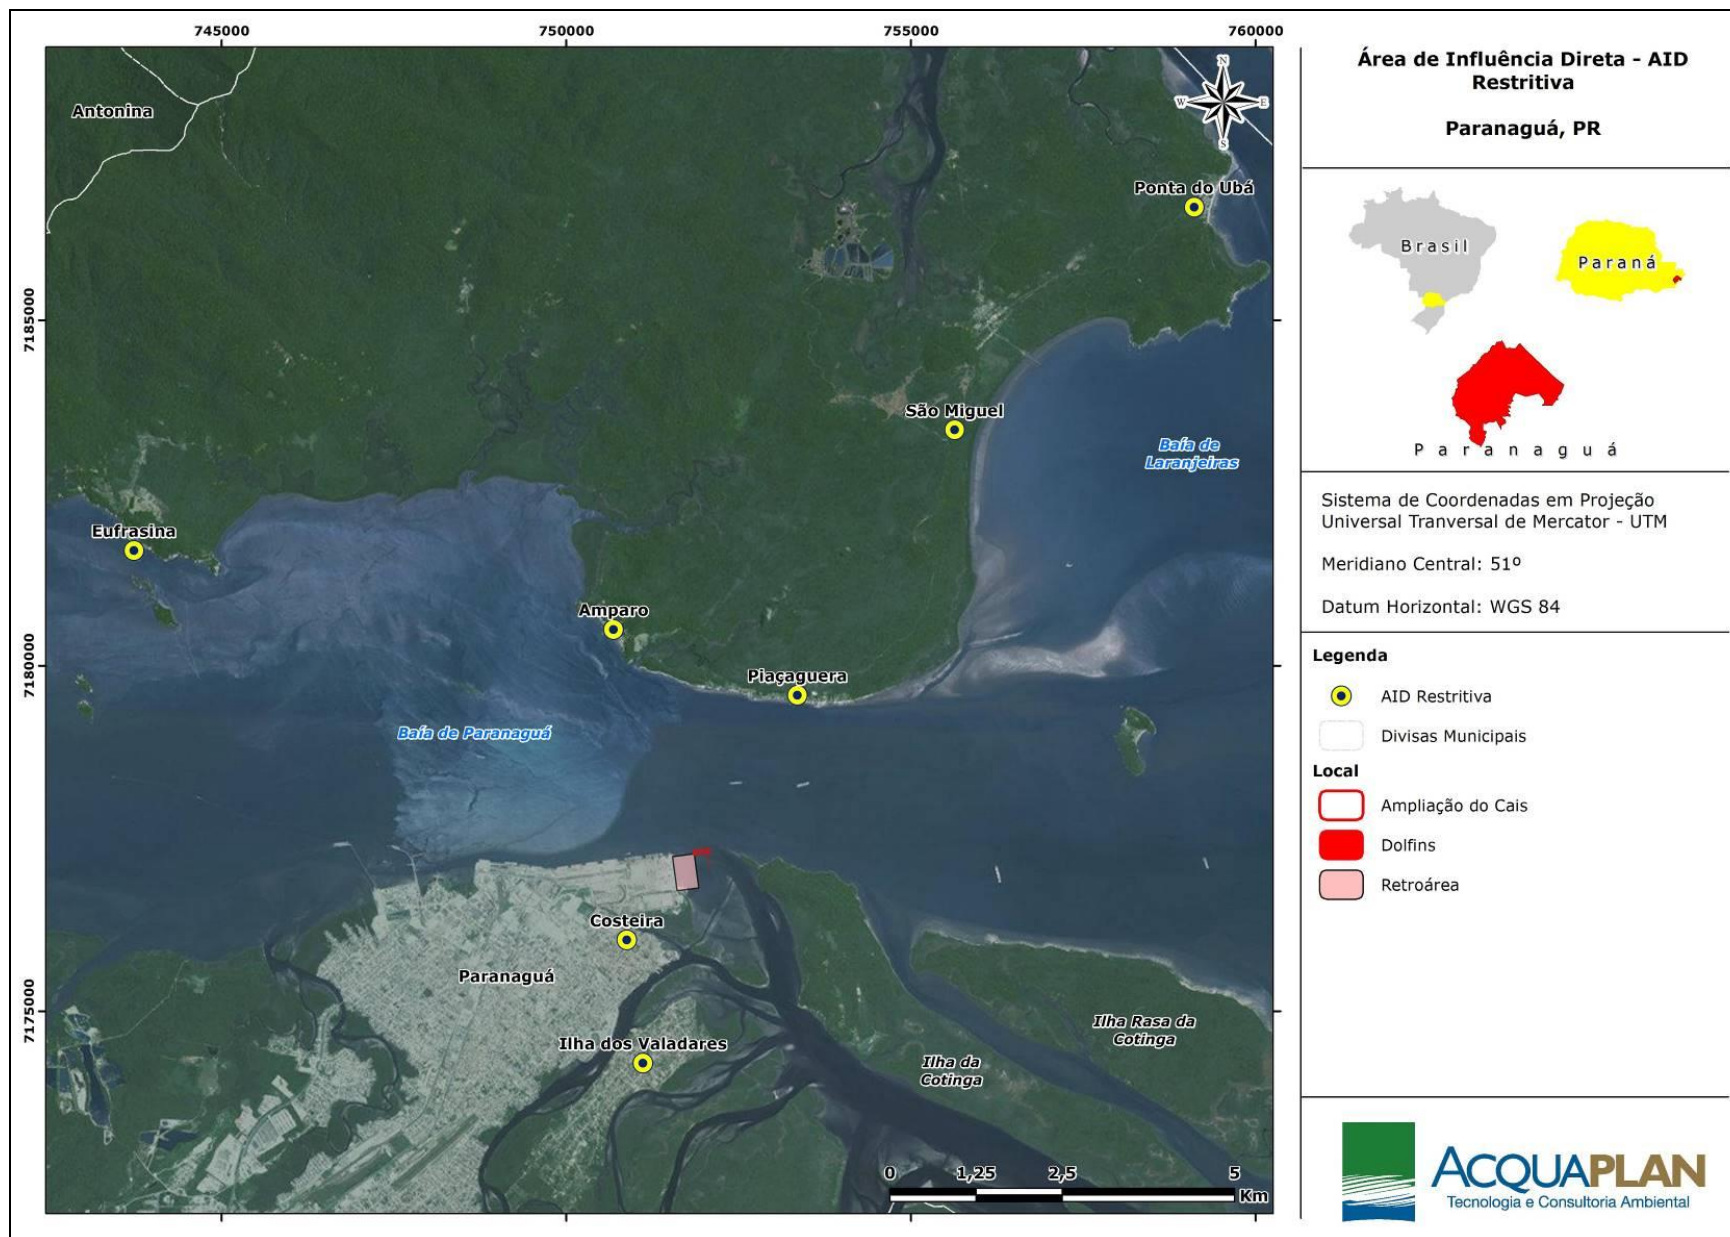 745000
750000
755000
760000
7185000
7180000
7175000
N
W
E
S
Antonina
Ponta do Ubá
São Miguel
Baía de
Laranjeiras
Eufrasina
Amparo
Piaçaguera
Baía de Paranaguá
Costeira
Paranaguá
Ilha dos Valadares
Ilha Rasa da
Cotinga
Ilha da
Cotinga
0 1,25 2,5 5
Km
Área de Influência Direta - AID
Restritiva
Paranaguá, PR
Brasil
Paraná
Paranaguá
Sistema de Coordenadas em Projeção
Universal Tranversal de Mercator - UTM
Meridiano Central: 51º
Datum Horizontal: WGS 84
Legenda
AID Restritiva
Divisas Municipais
Local
Ampliação do Cais
Dolfins
Retroárea
ACQUAPLAN
Tecnologia e Consultoria Ambiental